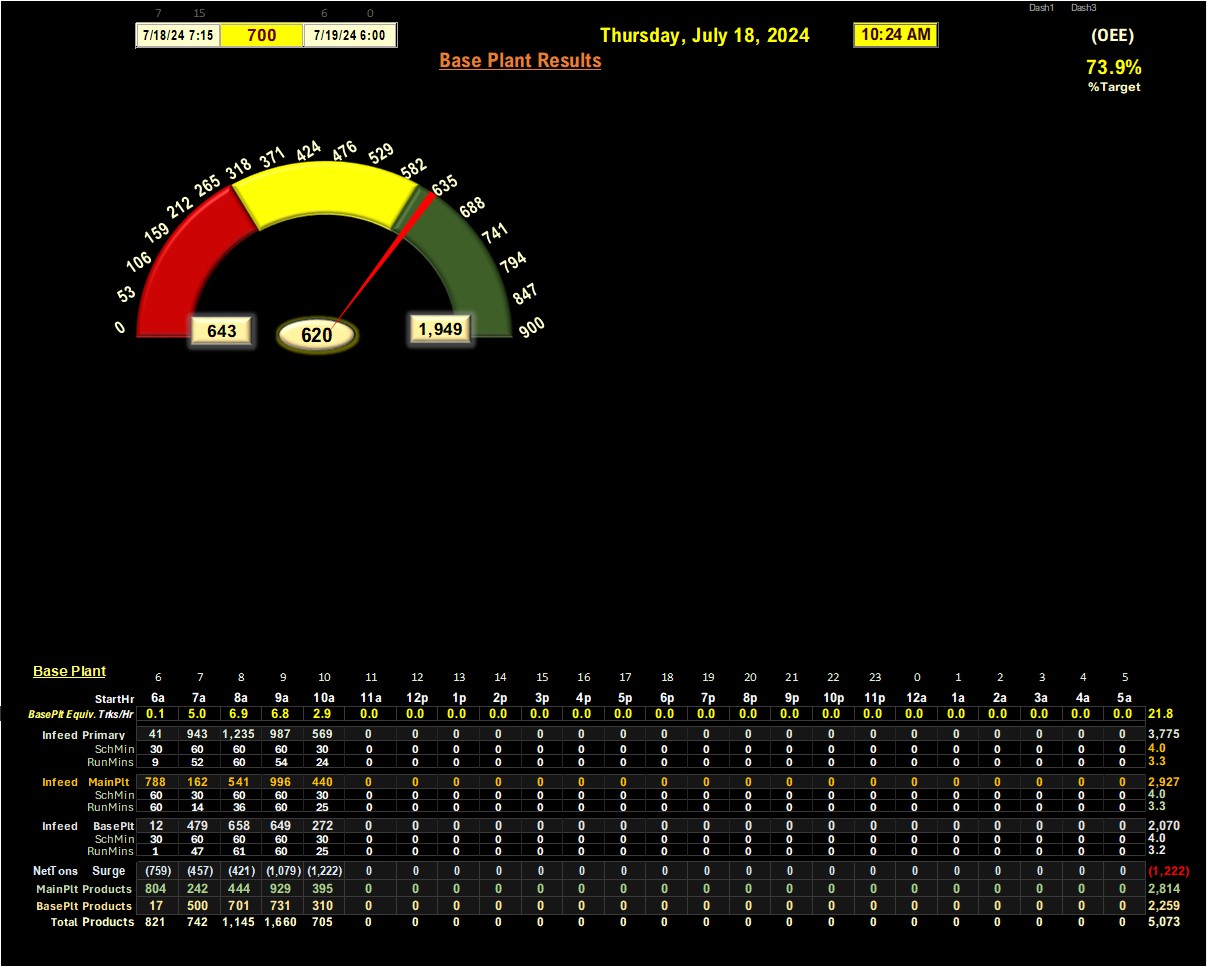 Dash1 Dash3
7 15 6 0
7/18/24 7:15 700 7/19/24 6:00 Thursday, July 18, 2024 10:24 AM (OEE)
Base Plant Results
73.9%
%Target
0 53 106 159 212 265 318 371 424 476 529 582 635 688 741 794 847 900
643 620 1,949
Base Plant 6 7 8 9 10 11 12 13 14 15 16 17 18 19 20 21 22 23 0 1 2 3 4 5
StartHr 6a 7a 8a 9a 10a 11a 12p 1p 2p 3p 4p 5p 6p 7p 8p 9p 10p 11p 12a 1a 2a 3a 4a 5a
BasePlt Equiv. Trks/Hr 0.1 5.0 6.9 6.8 2.9 0.0 0.0 0.0 0.0 0.0 0.0 0.0 0.0 0.0 0.0 0.0 0.0 0.0 0.0 0.0 0.0 0.0 0.0 0.0 21.8
Infeed Primary 41 943 1,235 987 569 0 0 0 0 0 0 0 0 0 0 0 0 0 0 0 0 0 0 0 3,775
SchMin 30 60 60 60 30 0 0 0 0 0 0 0 0 0 0 0 0 0 0 0 0 0 0 0 4.0
RunMins 9 52 60 54 24 0 0 0 0 0 0 0 0 0 0 0 0 0 0 0 0 0 0 0 3.3
Infeed MainPlt 788 162 541 996 440 0 0 0 0 0 0 0 0 0 0 0 0 0 0 0 0 0 0 0 2,927
SchMin 60 30 60 60 30 0 0 0 0 0 0 0 0 0 0 0 0 0 0 0 0 0 0 0 4.0
RunMins 60 14 36 60 25 0 0 0 0 0 0 0 0 0 0 0 0 0 0 0 0 0 0 0 3.3
Infeed BasePlt 12 479 658 649 272 0 0 0 0 0 0 0 0 0 0 0 0 0 0 0 0 0 0 0 2,070
SchMin 30 60 60 60 30 0 0 0 0 0 0 0 0 0 0 0 0 0 0 0 0 0 0 0 4.0
RunMins 1 47 61 60 25 0 0 0 0 0 0 0 0 0 0 0 0 0 0 0 0 0 0 0 3.2
NetTons Surge (759) (457) (421) (1,079) (1,222) 0 0 0 0 0 0 0 0 0 0 0 0 0 0 0 0 0 0 0 (1,222)
MainPlt Products 804 242 444 929 395 0 0 0 0 0 0 0 0 0 0 0 0 0 0 0 0 0 0 0 2,814
BasePlt Products 17 500 701 731 310 0 0 0 0 0 0 0 0 0 0 0 0 0 0 0 0 0 0 0 2,259
Total Products 821 742 1,145 1,660 705 0 0 0 0 0 0 0 0 0 0 0 0 0 0 0 0 0 0 0 5,073